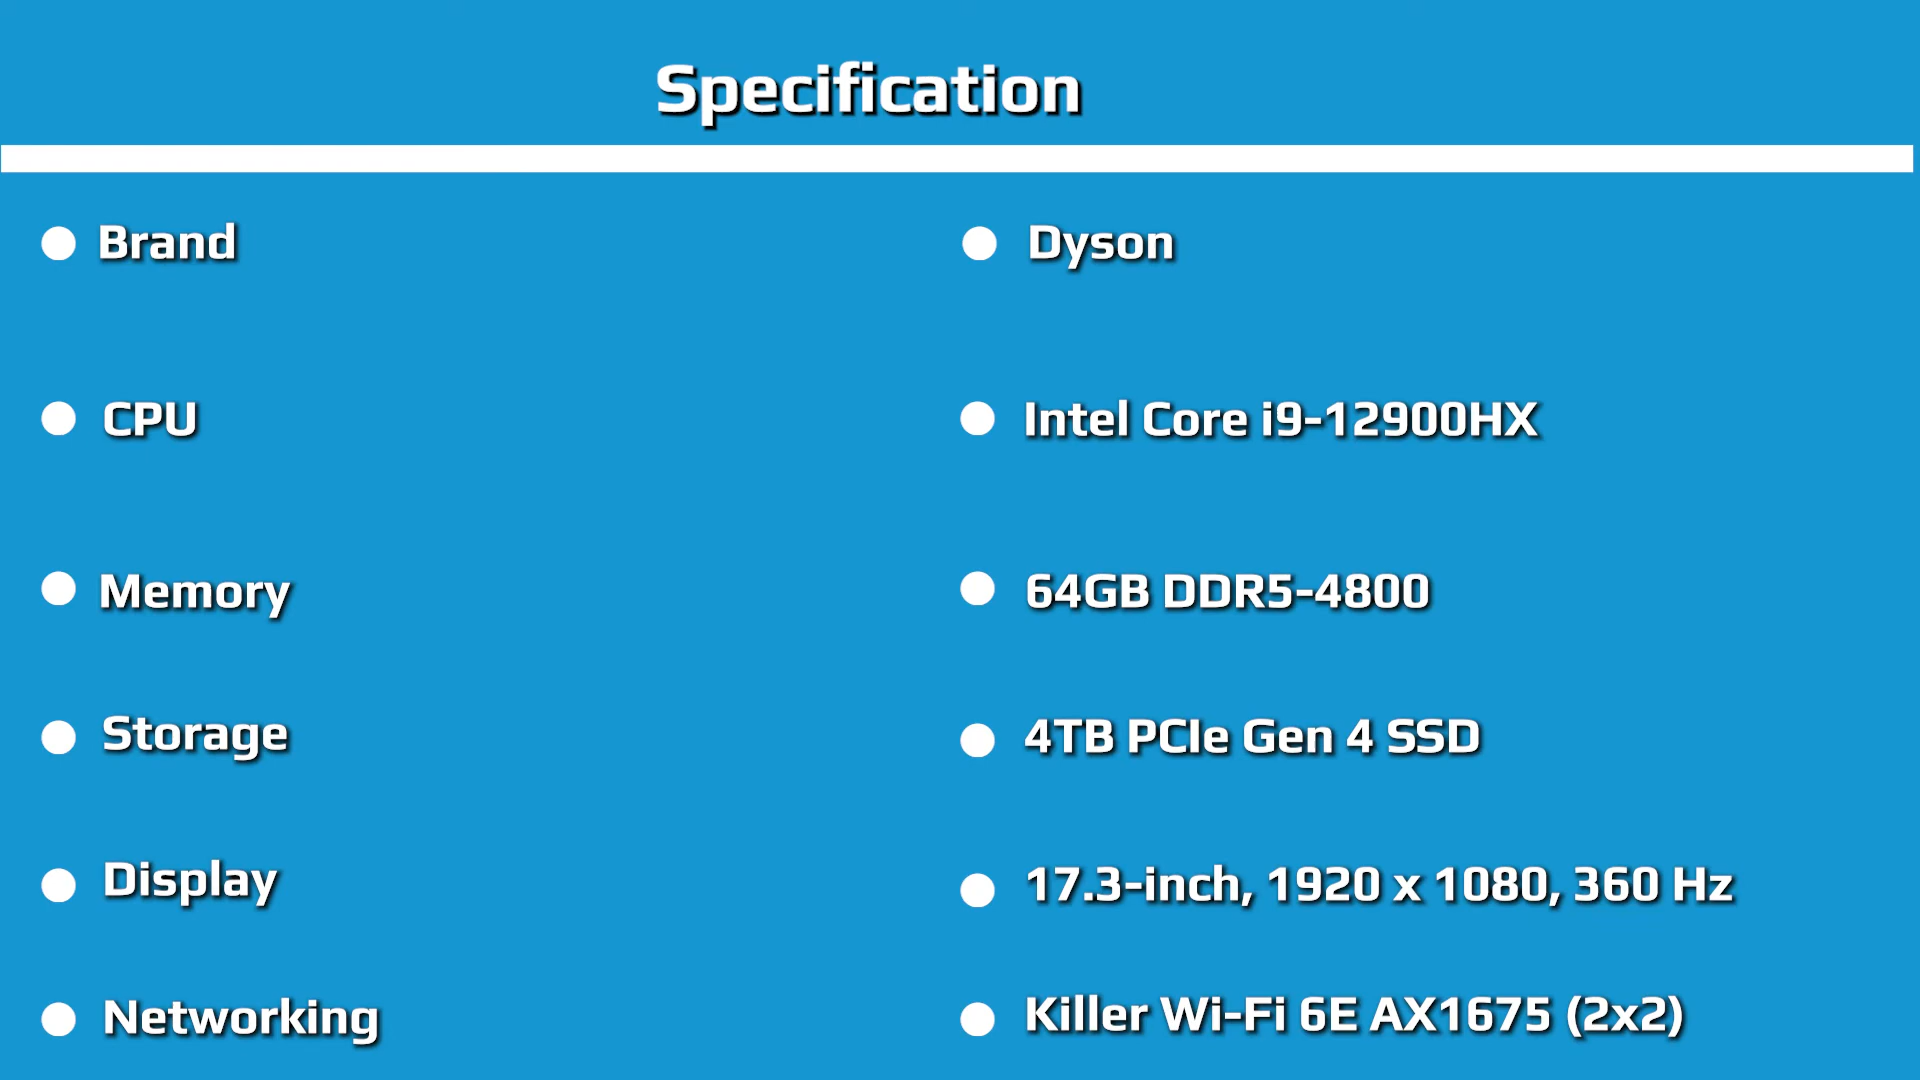 Specification
Brand
Dyson
CPU
Intel Core i9-12900HX
Memory
64GB DDR5-4800
Storage
4TB PCIe Gen 4 SSD
Display
17.3-inch, 1920 x 1080, 360 Hz
Networking
Killer Wi-Fi 6E AX1675 (2x2)